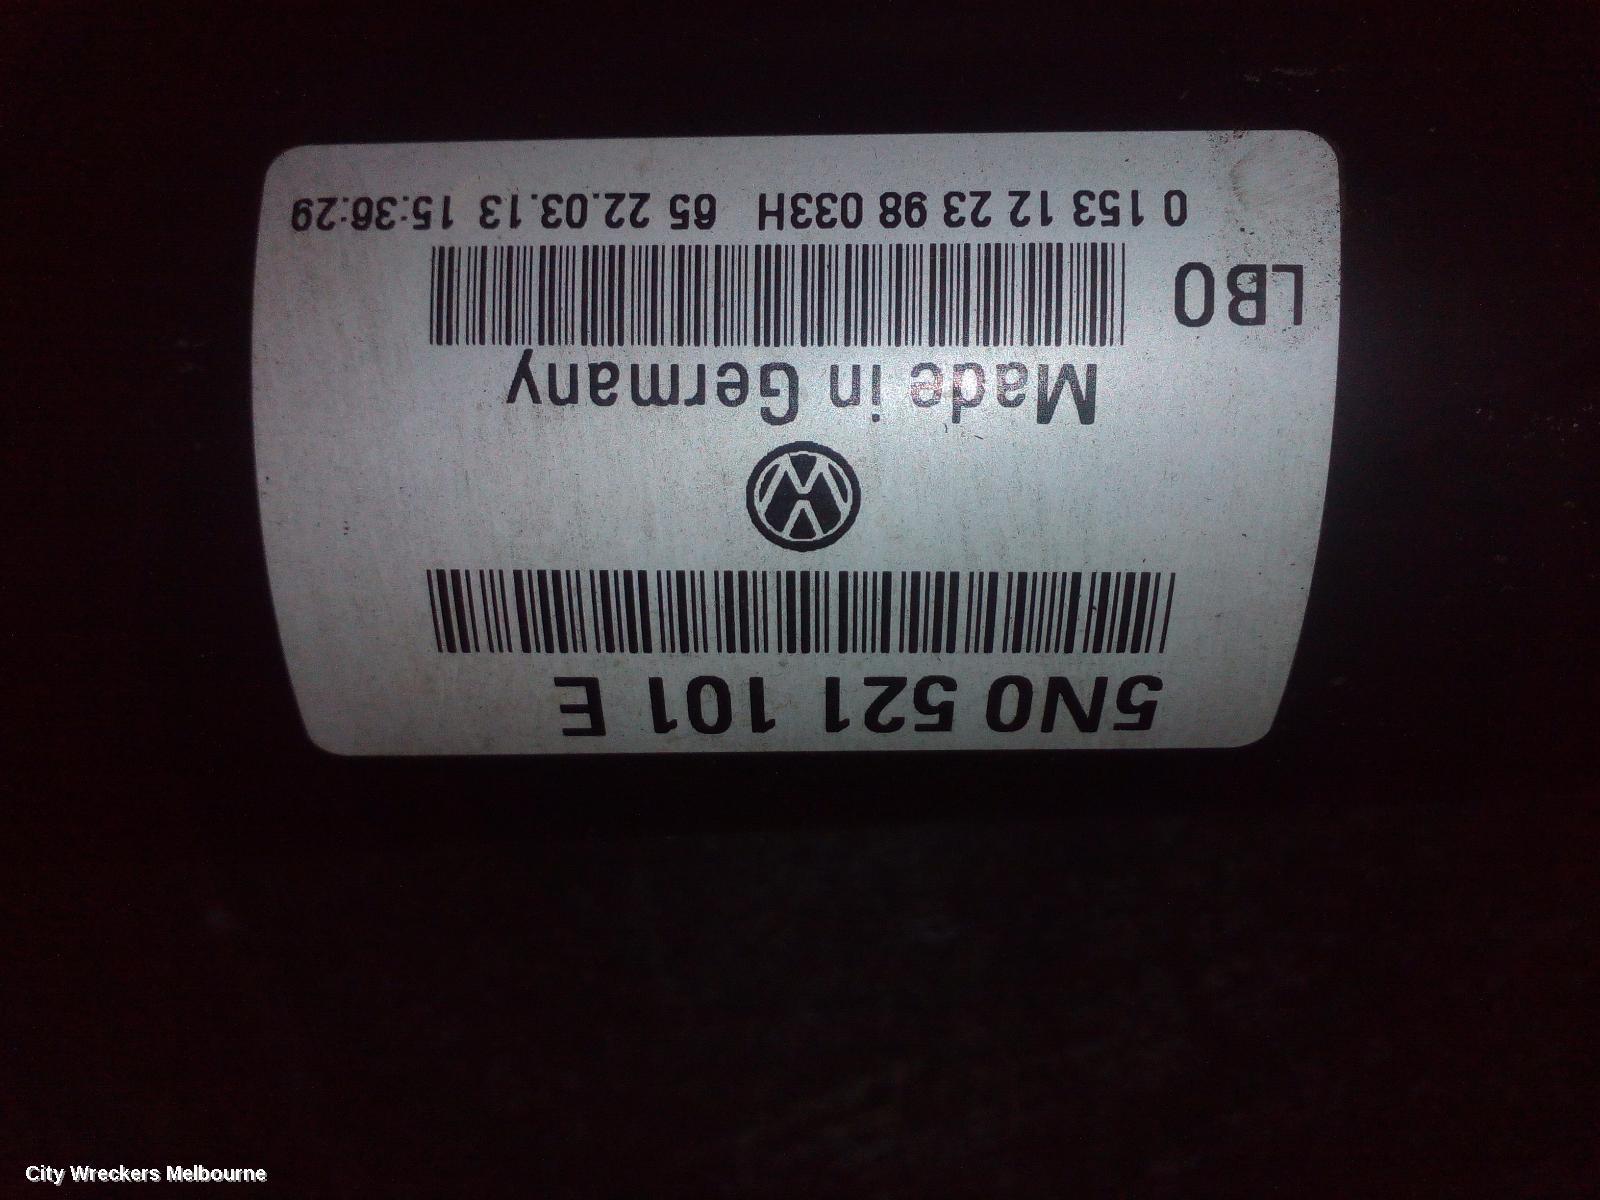 5N0 521 101 E
Made in Germany
LBO
0 153 12 23 98 033H 65 22.03.13 15:36:29
City Wreckers Melbourne